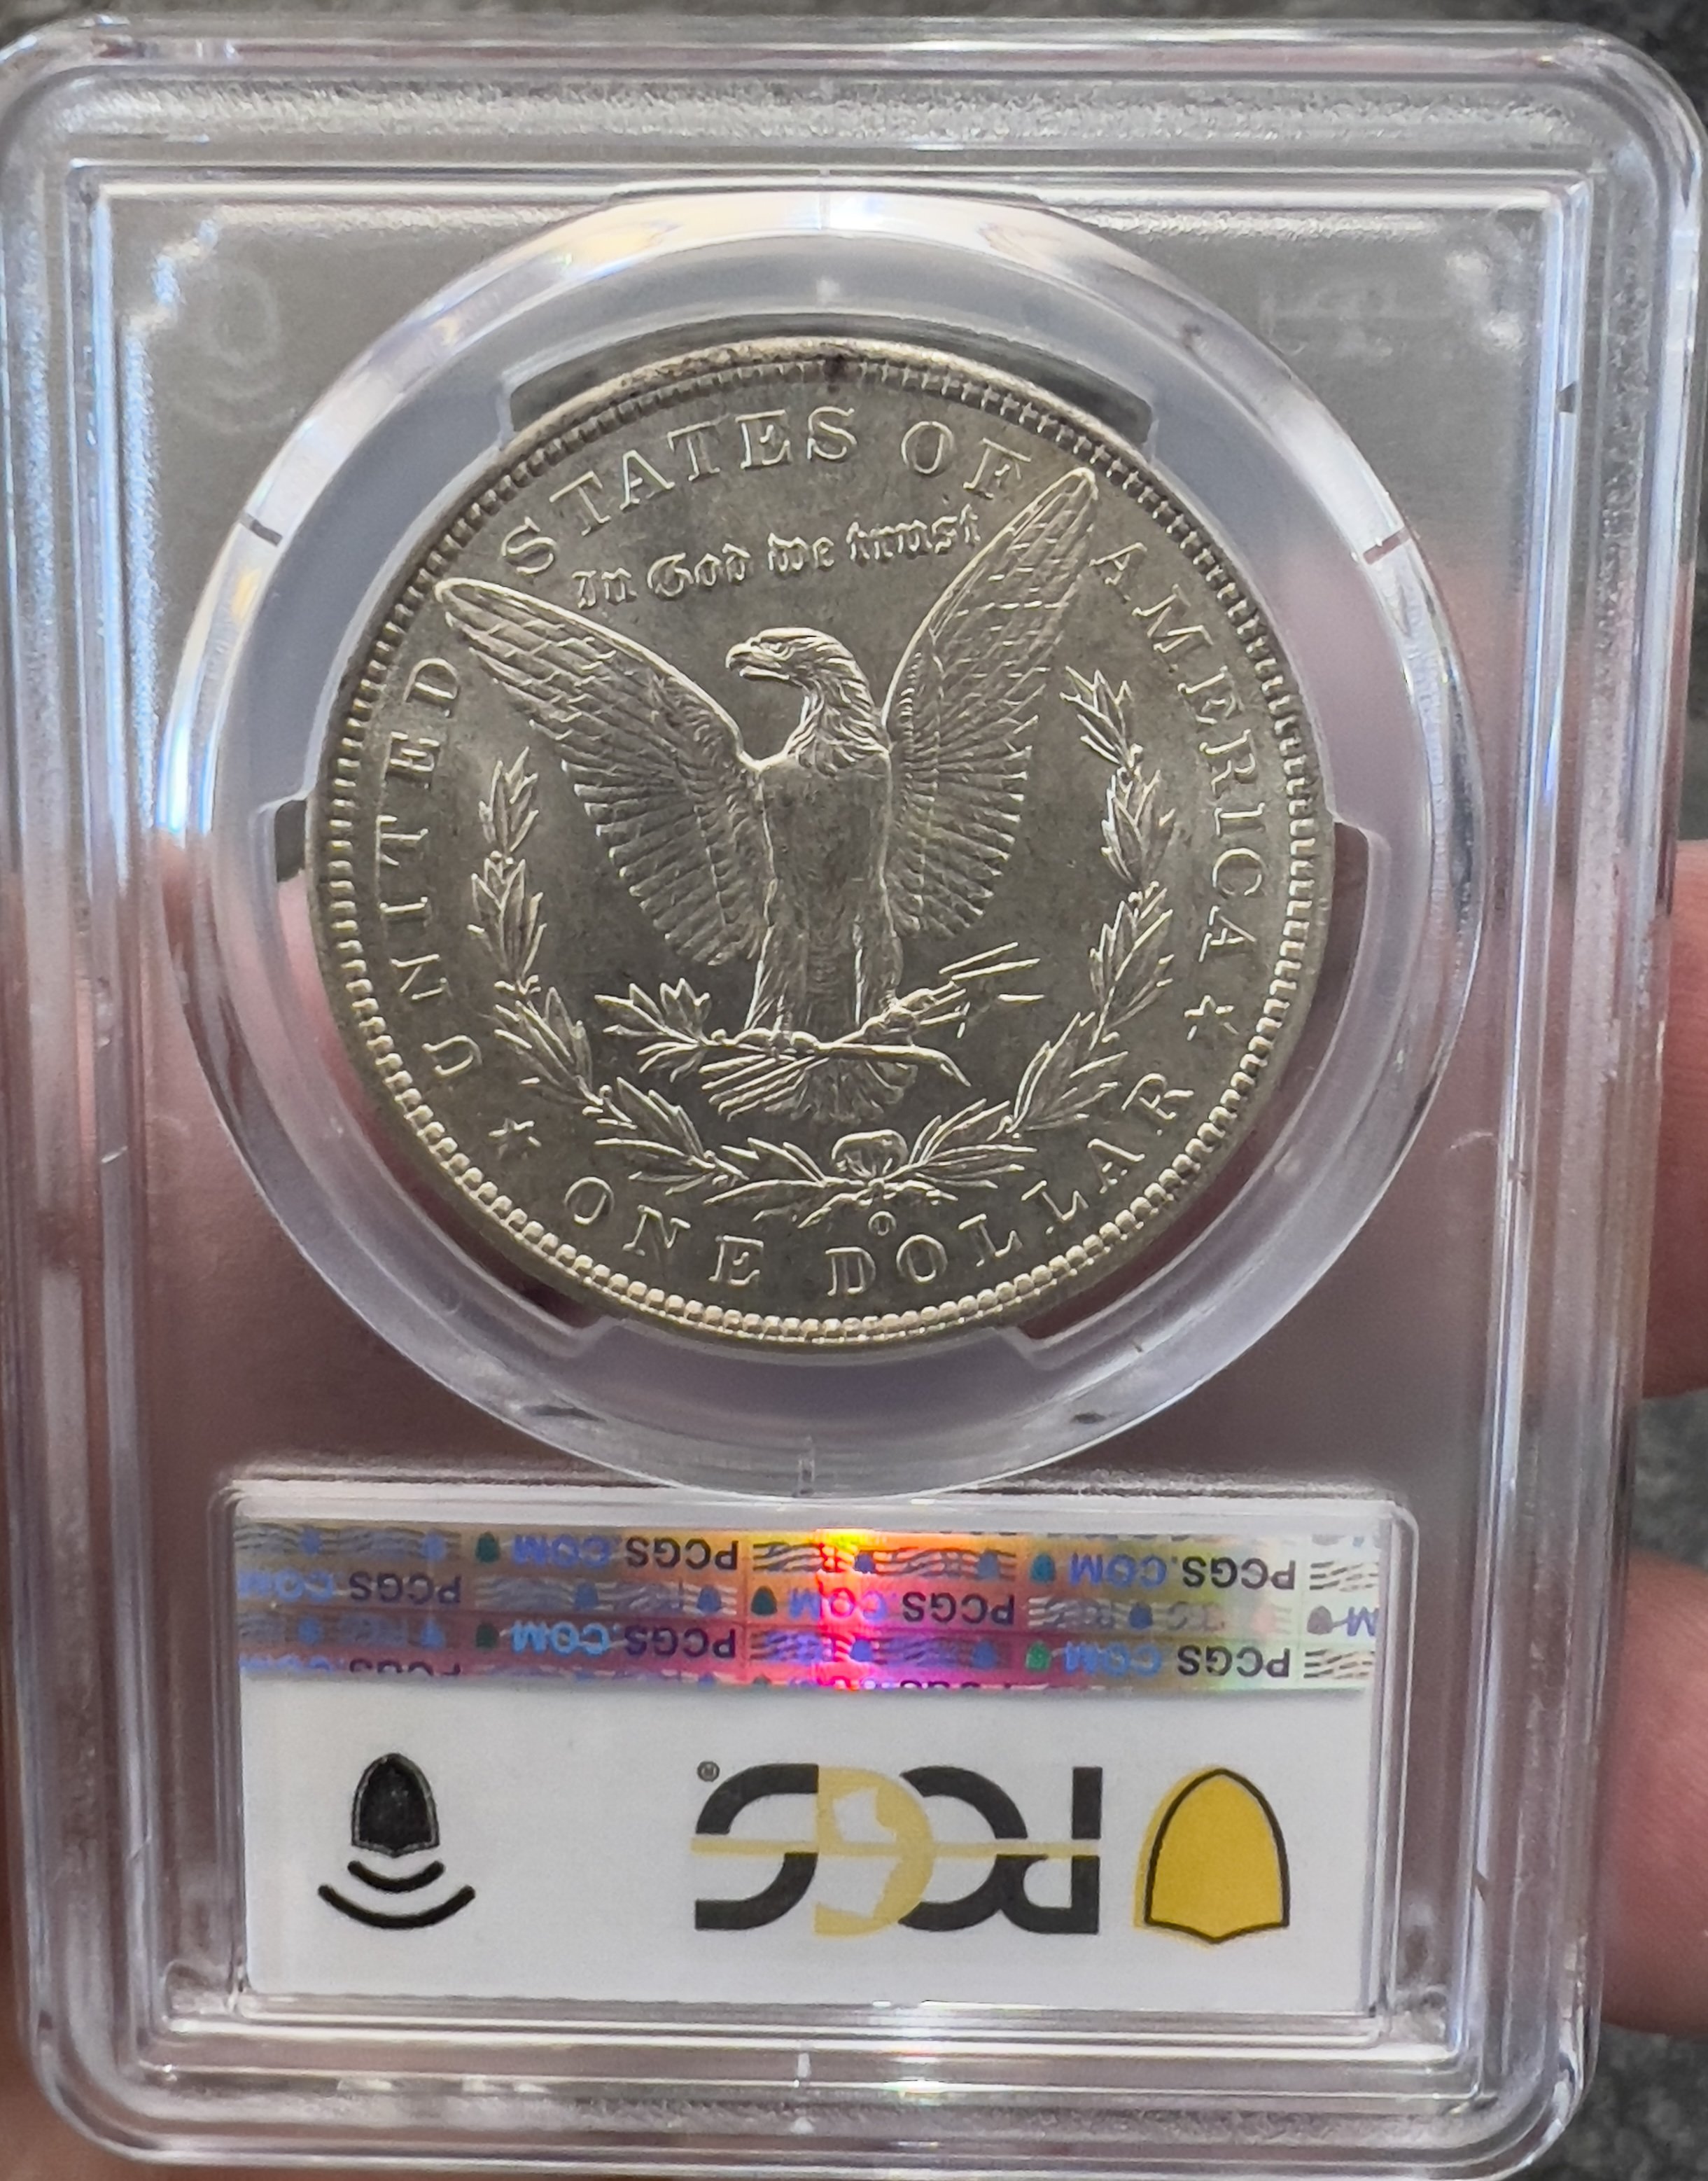 UNITED STATES OF AMERICA
In God we trust
ONE DOLLAR
O
PCGS.COM PCGS.COM
PCGS.COM PCGS.COM
PCGS.COM PCGS.COM
PCGS®